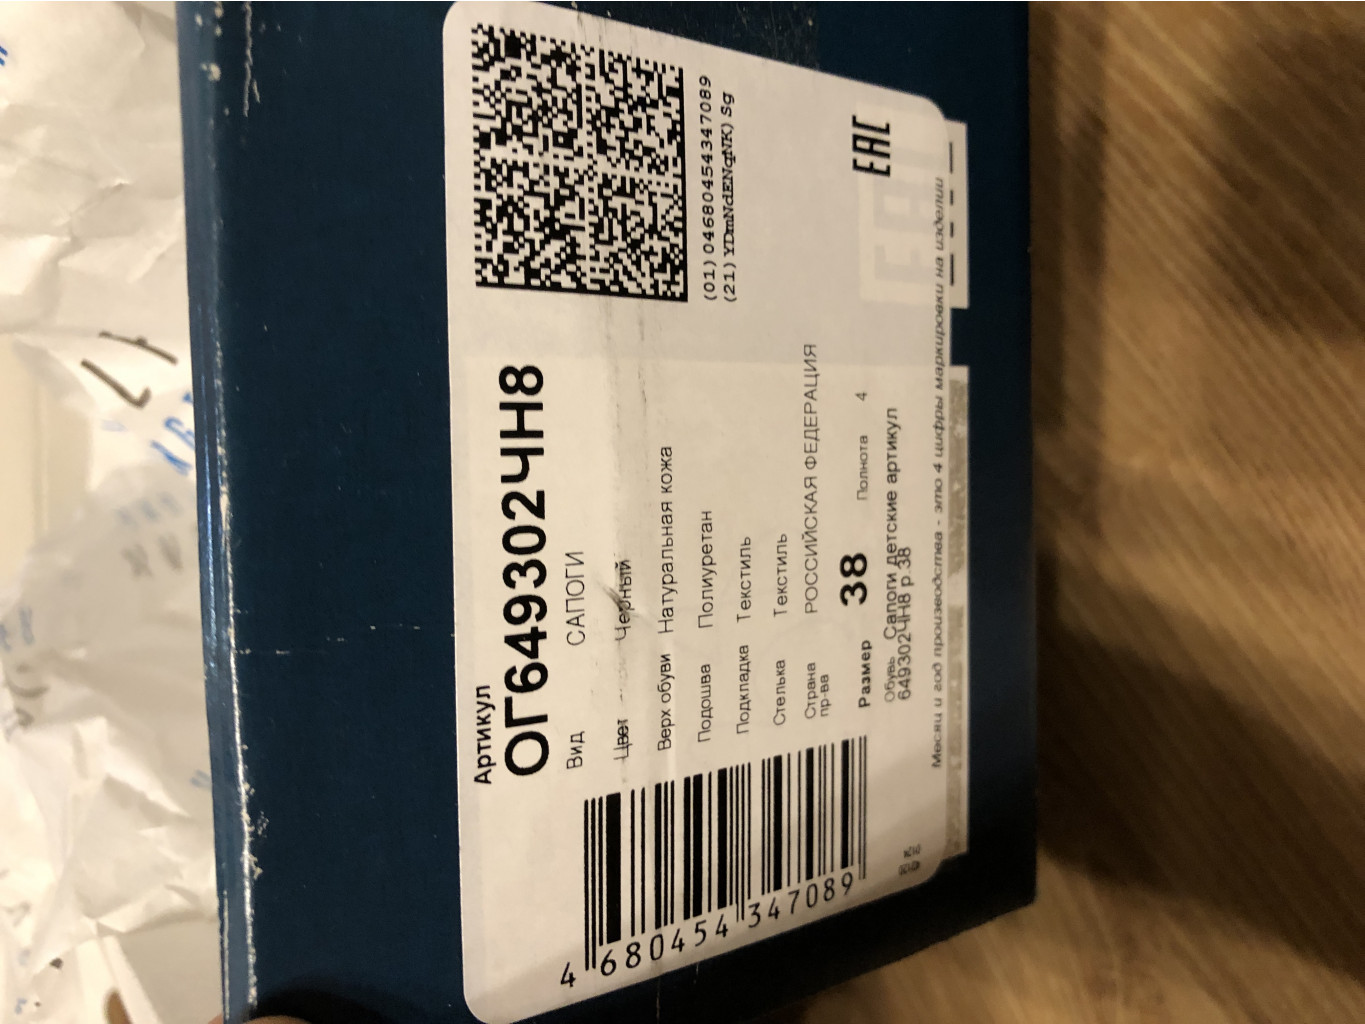 Артикул
ОГ649302ЧН8
Вид САПОГИ
Цвет Черный
Верх обуви Натуральная кожа
Подошва Полиуретан
Подкладка Текстиль
Стелька Текстиль
Страна пр-ва РОССИЙСКАЯ ФЕДЕРАЦИЯ
Размер 38 Полнота 4
Обувь Сапоги детские артикул
649302ЧН8 р.38
Месяц и год производства - это 4 цифры маркировки на изделии
(01) 04680454347089
(21) YDmNdENqNK) Sg
EAC
4 680454 347089